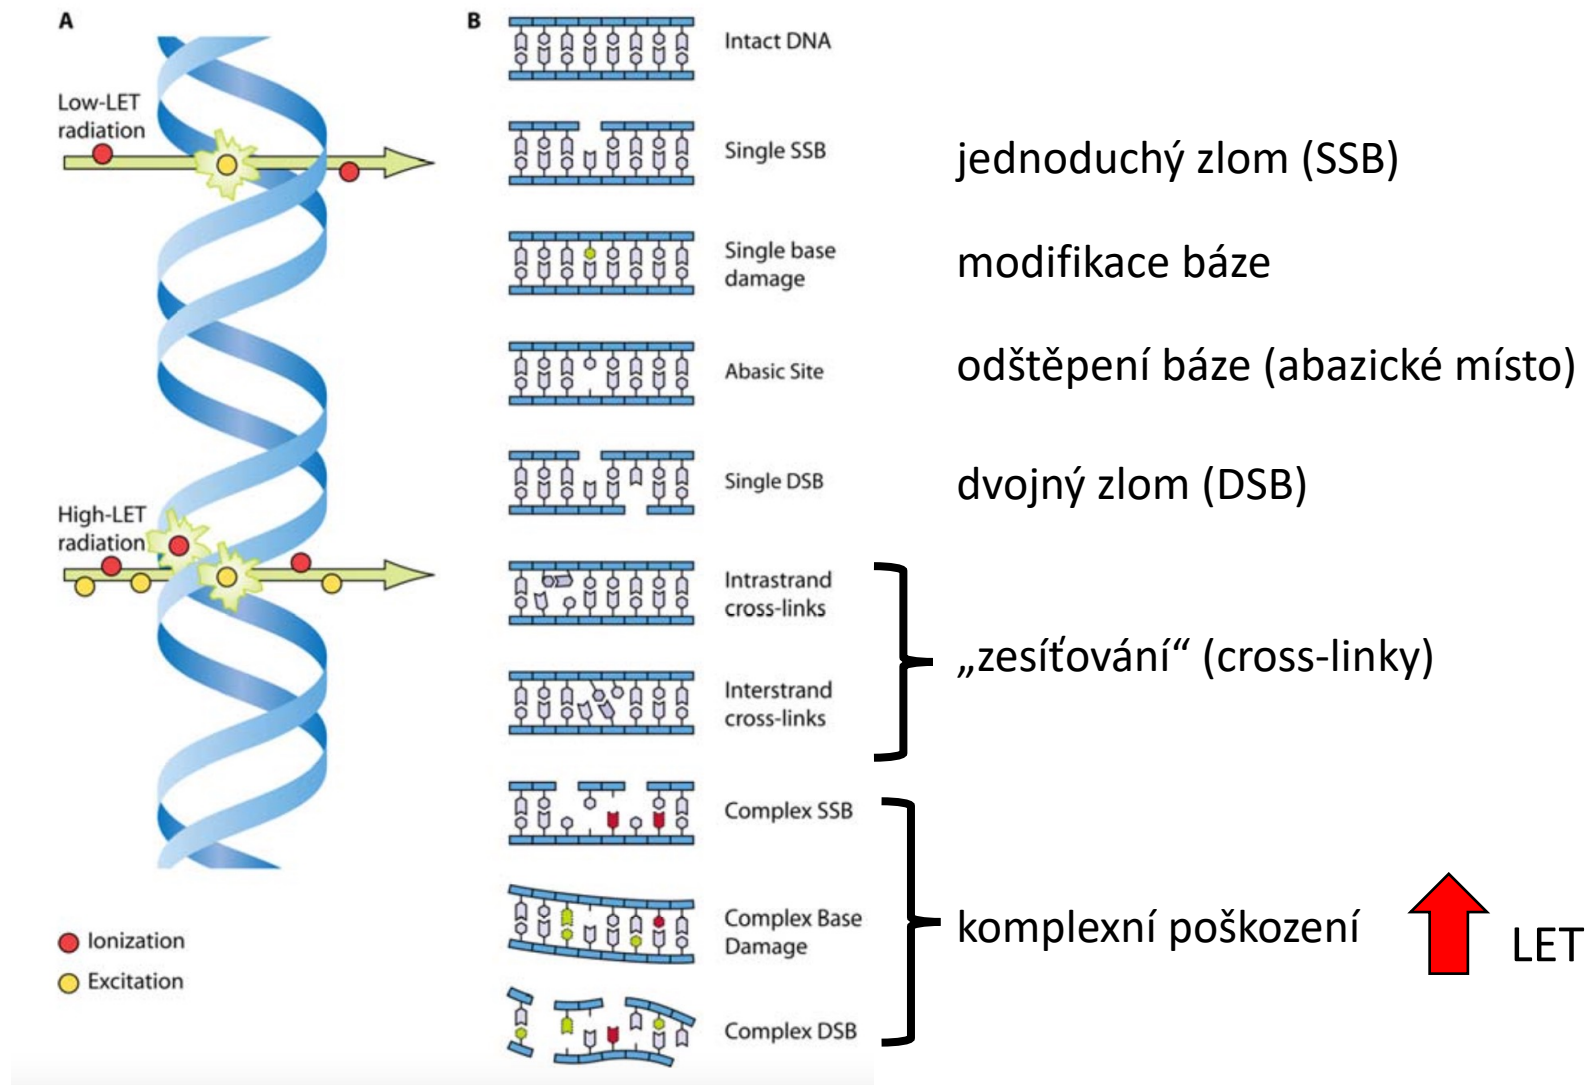 A
Low-LET
radiation
High-LET
radiation
Ionization
Excitation
B
Intact DNA
Single SSB
jednoduchý zlom (SSB)
Single base
damage
modifikace báze
Abasic Site
odštěpení báze (abazické místo)
Single DSB
dvojný zlom (DSB)
Intrastrand
cross-links
Interstrand
cross-links
„zesíťování“ (cross-linky)
Complex SSB
Complex Base
Damage
Complex DSB
komplexní poškození
LET